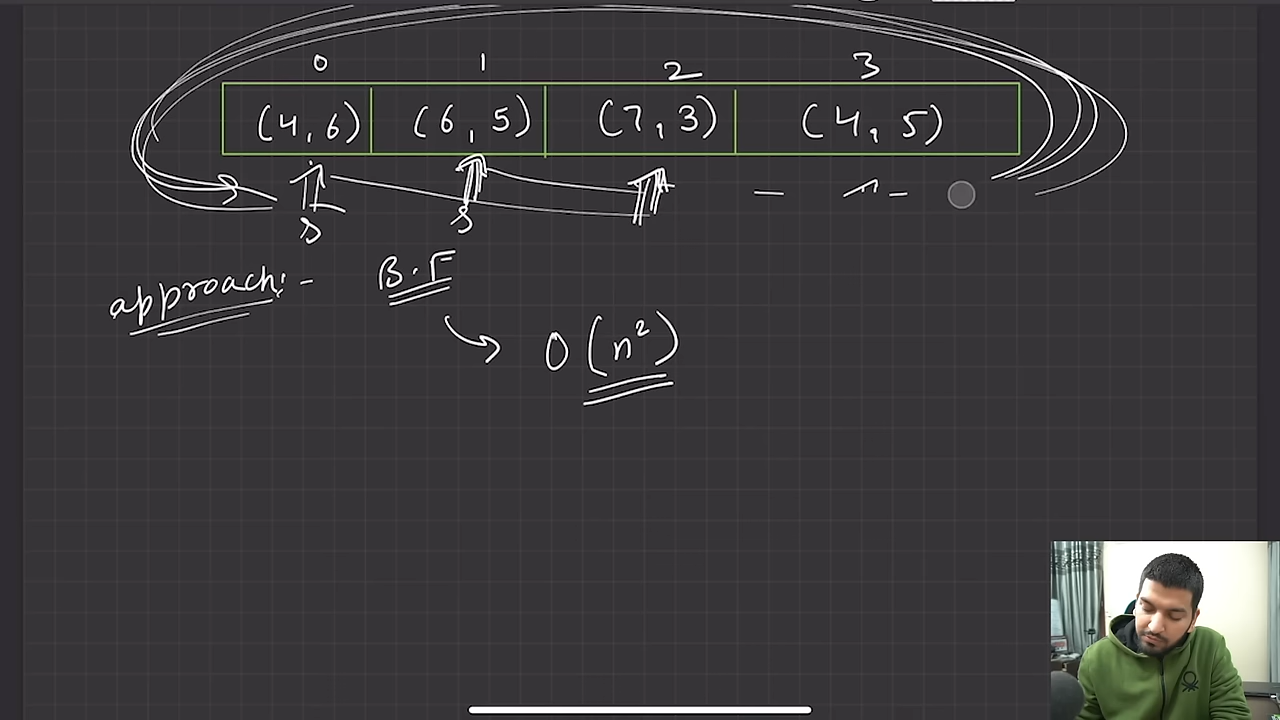 0 1 2 3
(4,6) (6,5) (7,3) (4,5)
s s
approach:- B.F
O(n²)